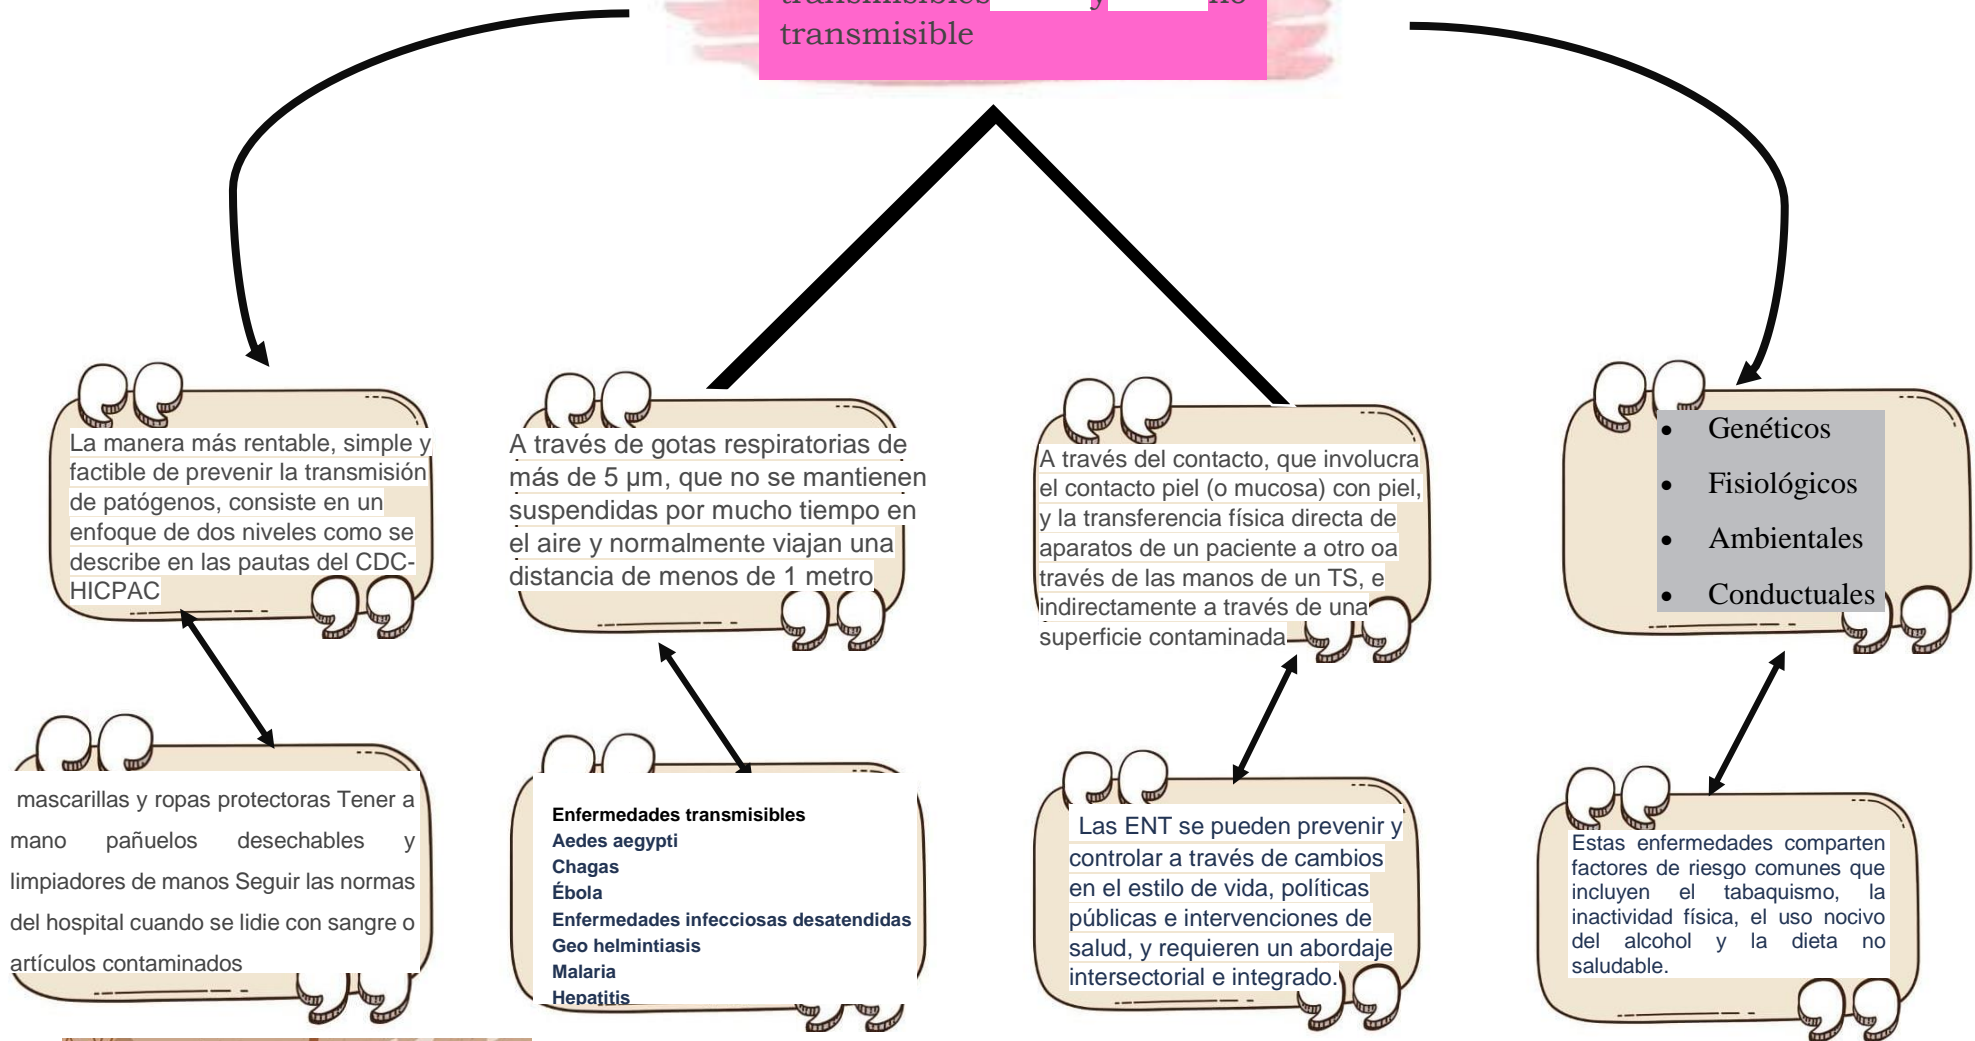 transmisibles y no
transmisible
La manera más rentable, simple y
factible de prevenir la transmisión
de patógenos, consiste en un
enfoque de dos niveles como se
describe en las pautas del CDC-
HICPAC
A través de gotas respiratorias de
más de 5 μm, que no se mantienen
suspendidas por mucho tiempo en
el aire y normalmente viajan una
distancia de menos de 1 metro
A través del contacto, que involucra
el contacto piel (o mucosa) con piel,
y la transferencia física directa de
aparatos de un paciente a otro oa
través de las manos de un TS, e
indirectamente a través de una
superficie contaminada
• Genéticos
• Fisiológicos
• Ambientales
• Conductuales
mascarillas y ropas protectoras Tener a
mano pañuelos desechables y
limpiadores de manos Seguir las normas
del hospital cuando se lidie con sangre o
artículos contaminados
Enfermedades transmisibles
Aedes aegypti
Chagas
Ébola
Enfermedades infecciosas desatendidas
Geo helmintiasis
Malaria
Hepatitis
Las ENT se pueden prevenir y
controlar a través de cambios
en el estilo de vida, políticas
públicas e intervenciones de
salud, y requieren un abordaje
intersectorial e integrado.
Estas enfermedades comparten
factores de riesgo comunes que
incluyen el tabaquismo, la
inactividad física, el uso nocivo
del alcohol y la dieta no
saludable.